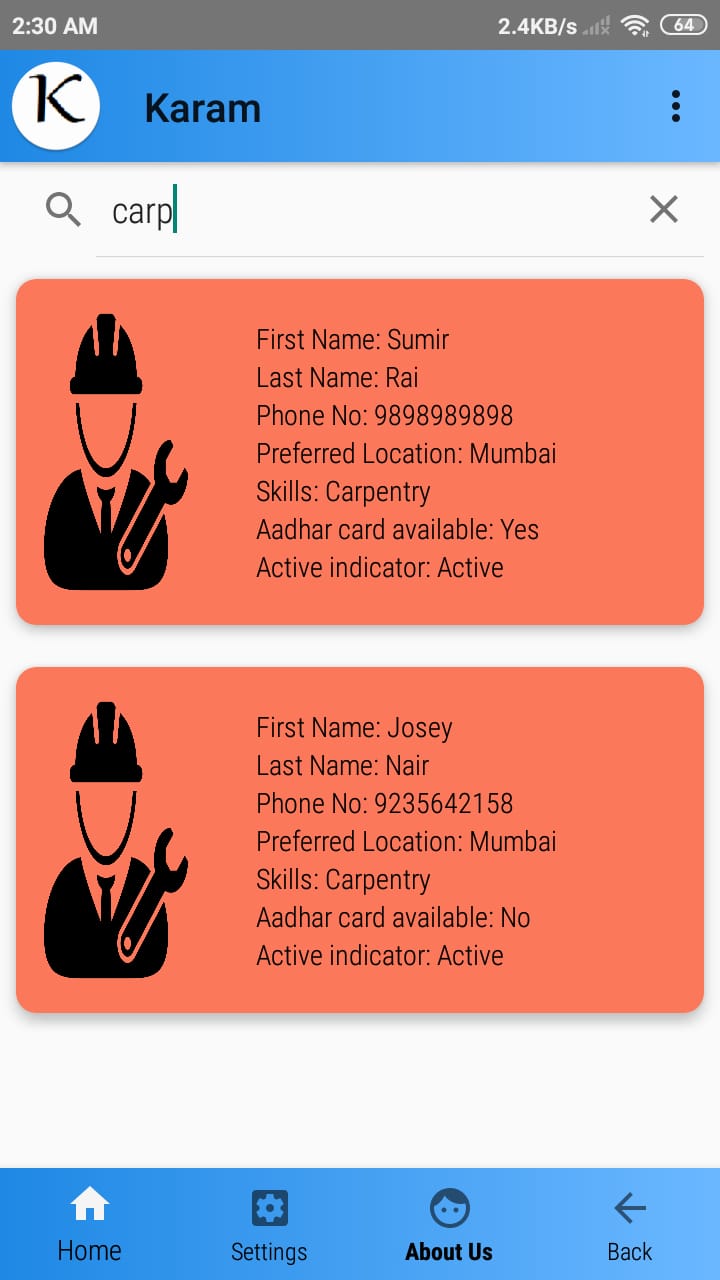 2:30 AM 2.4KB/s 64
K Karam
carp
First Name: Sumir
Last Name: Rai
Phone No: 9898989898
Preferred Location: Mumbai
Skills: Carpentry
Aadhar card available: Yes
Active indicator: Active
First Name: Josey
Last Name: Nair
Phone No: 9235642158
Preferred Location: Mumbai
Skills: Carpentry
Aadhar card available: No
Active indicator: Active
Home Settings About Us Back